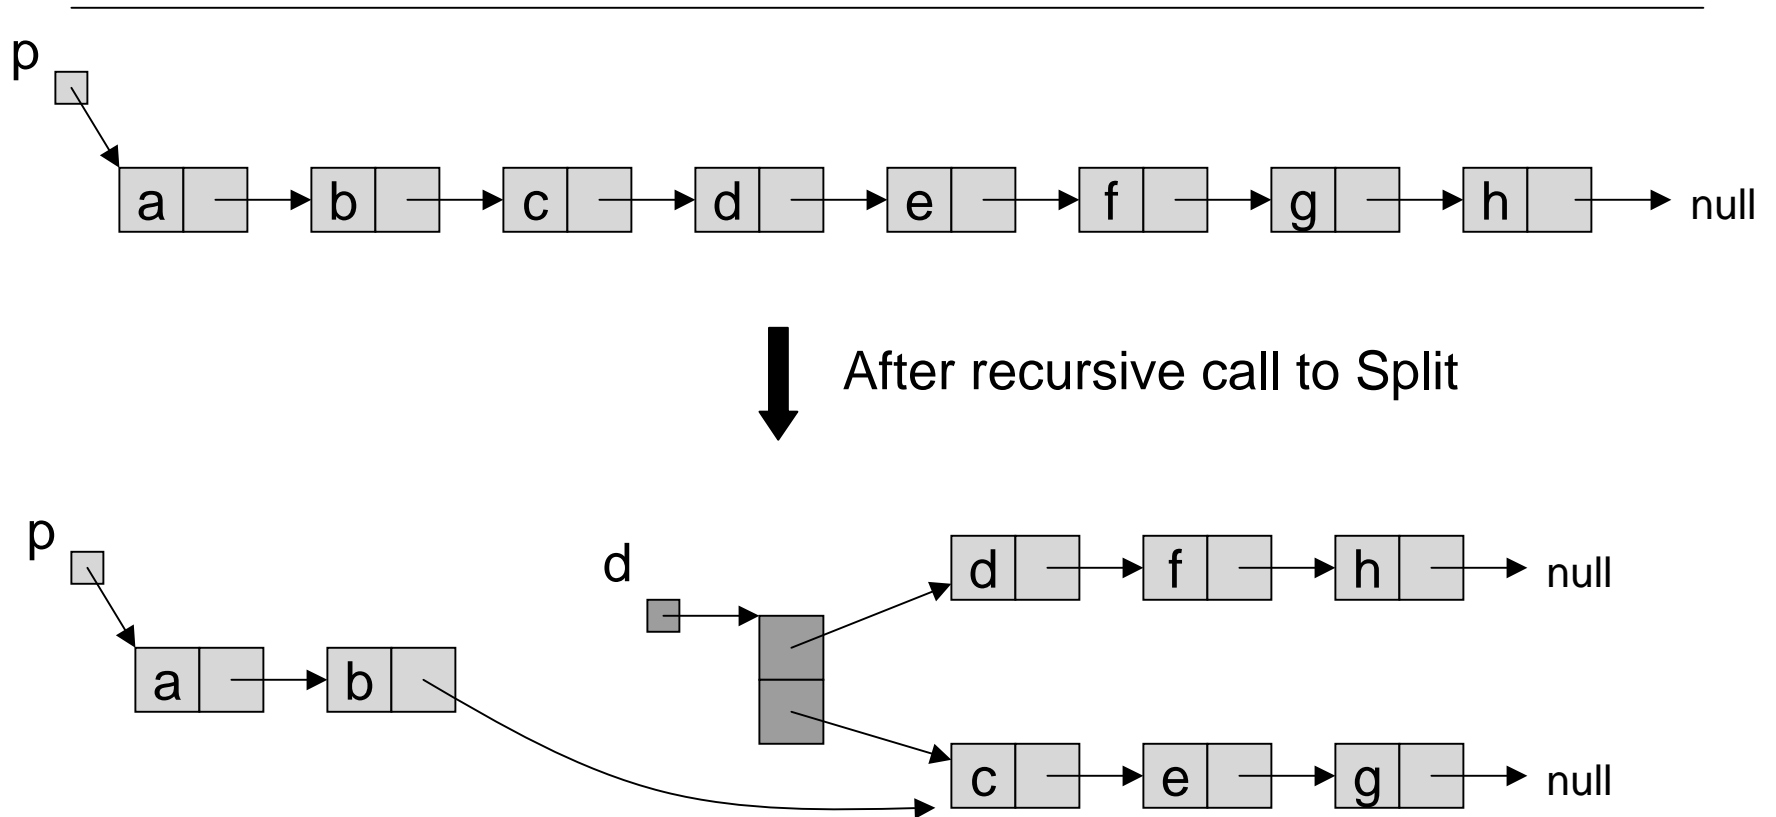 p
a b c d e f g h null
After recursive call to Split
p
d
d f h null
a b
c e g null